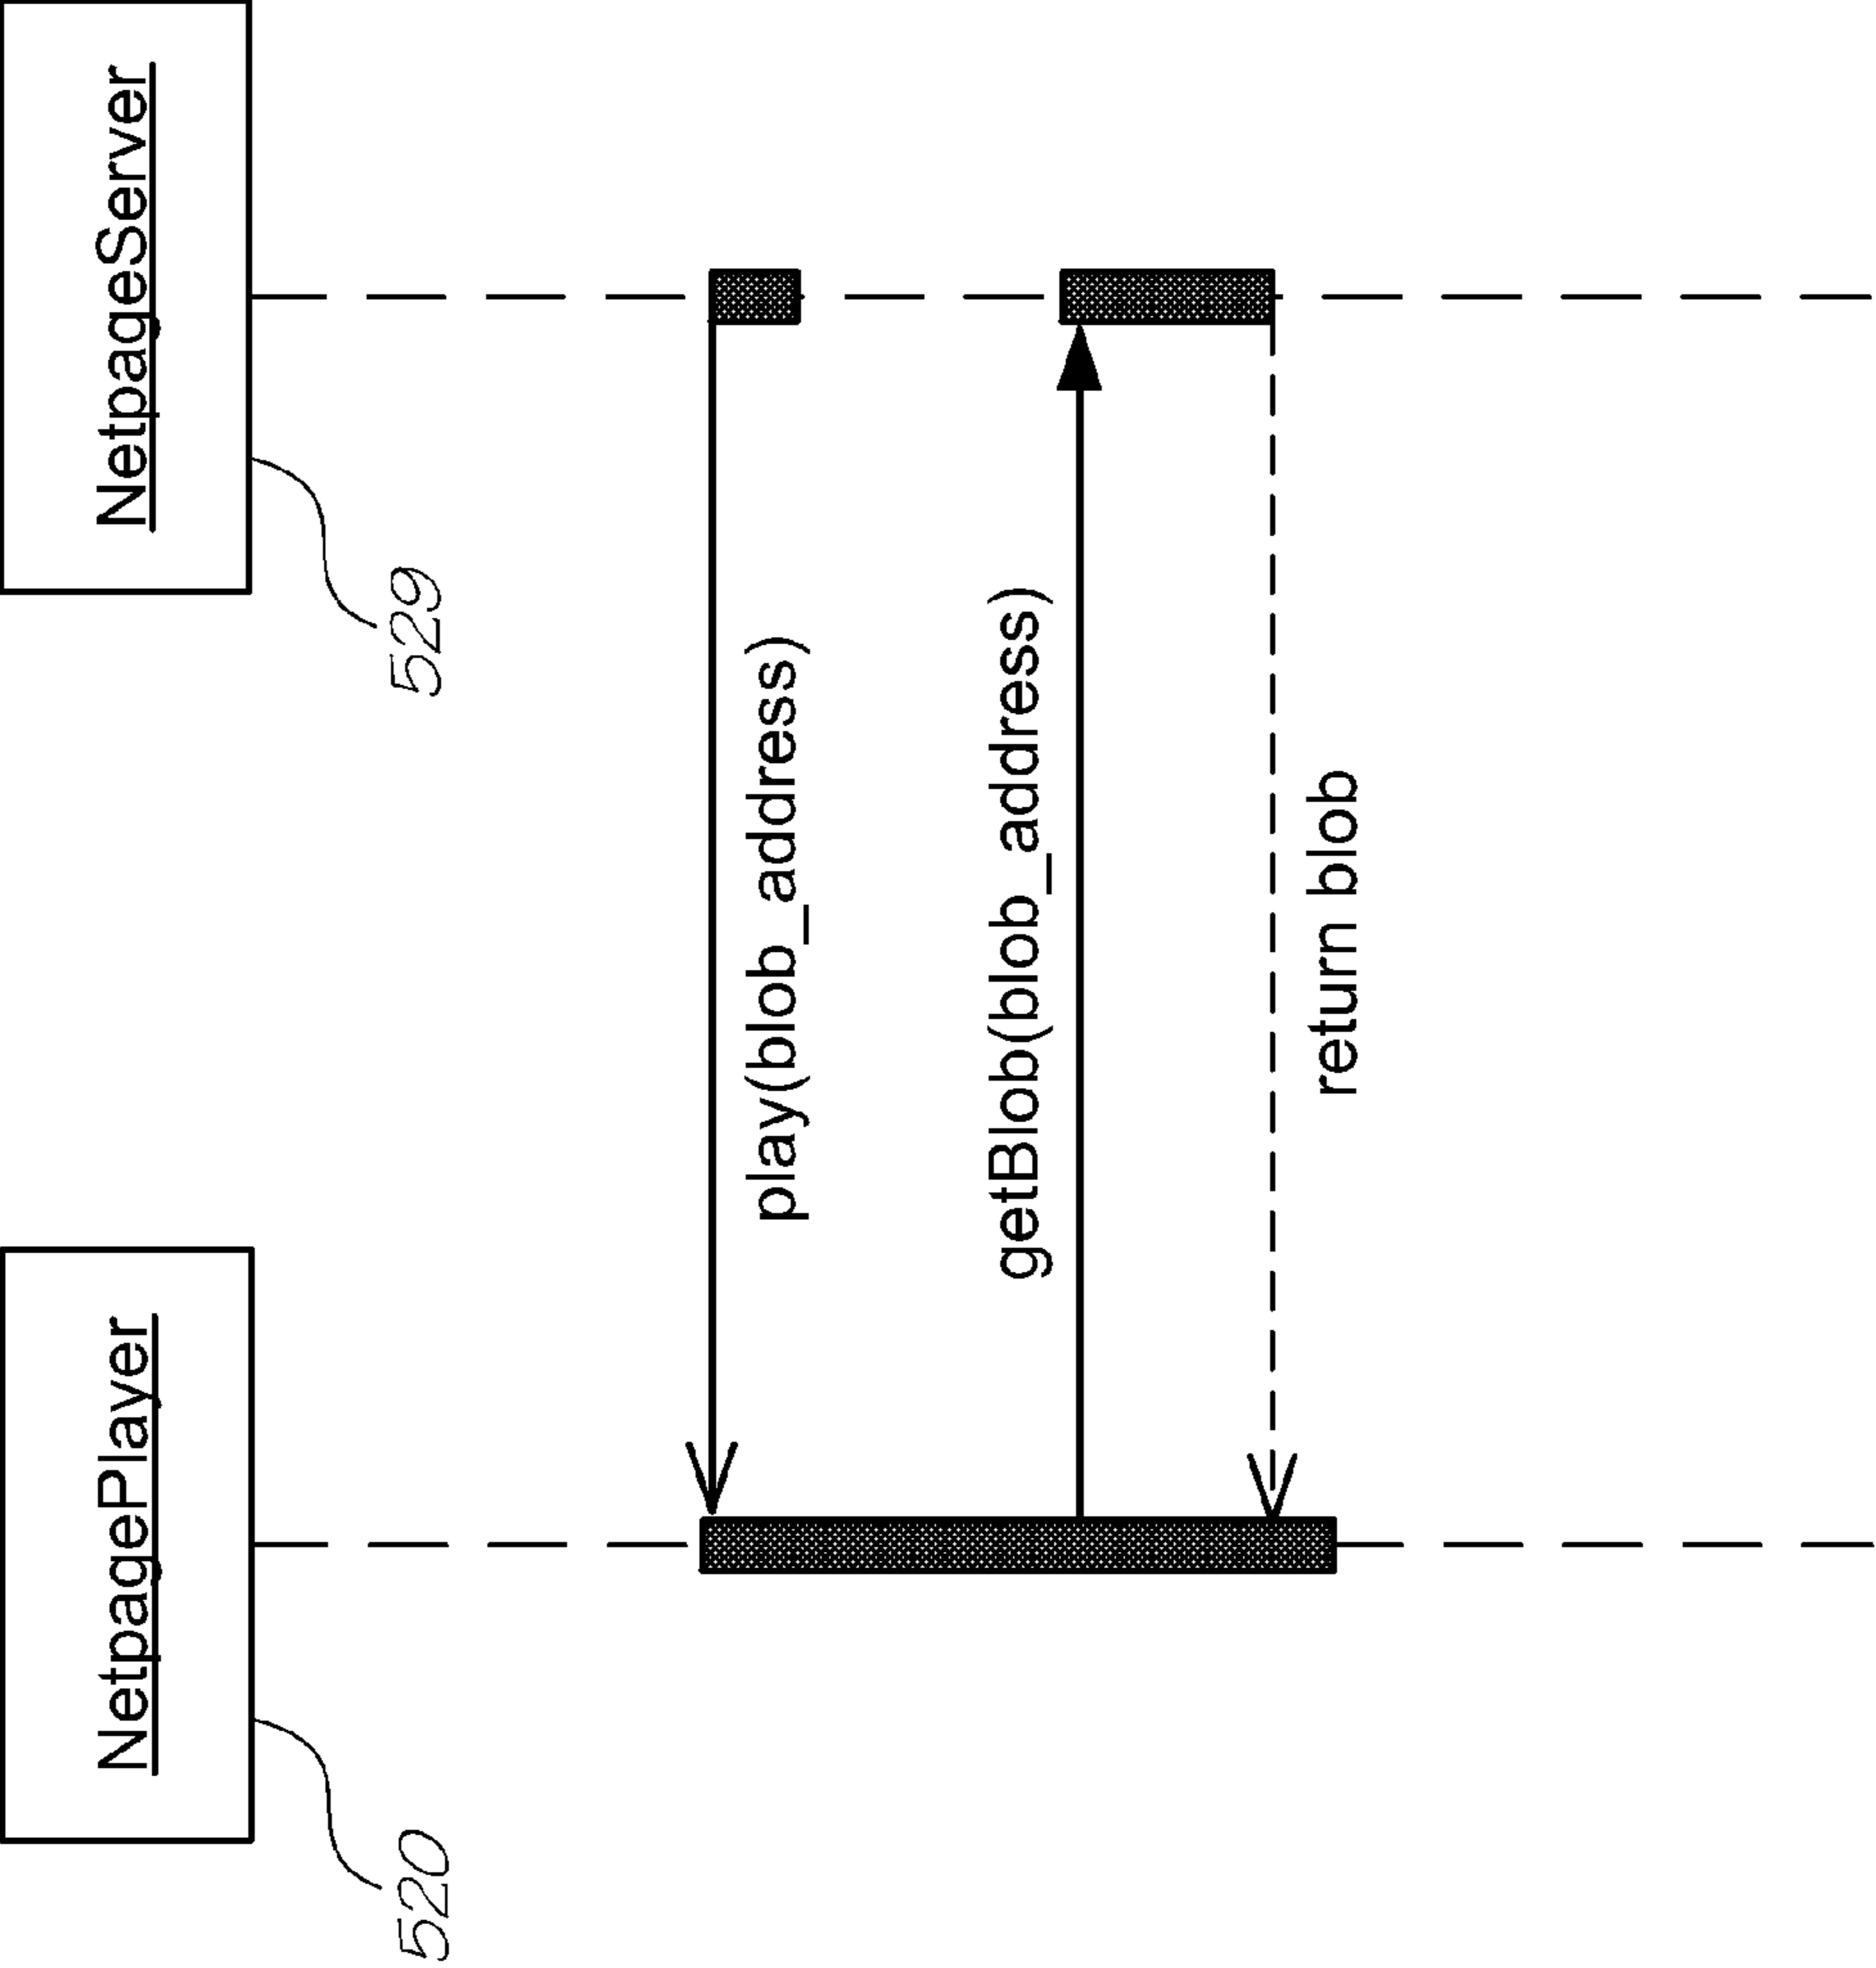 NetpagePlayer
NetpageServer
520
529
play(blob_address)
getBlob(blob_address)
return blob